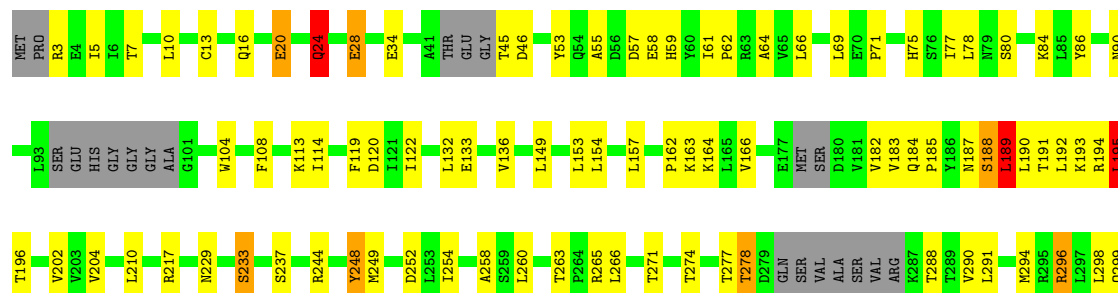 MET PRO R3 E4 I5 I6 T7 L10 C13 Q16 E20 Q24 E28 E34 A41 THR GLU GLY T45 D46 Y53 Q54 A55 D56 D57 E58 H59 Y60 I61 P62 R63 A64 V65 L66 L69 E70 P71 H75 S76 I77 L78 N79 S80 K84 L85 Y86
L93 SER GLU HIS GLY GLY GLY ALA G101 W104 F108 K113 I114 F119 D120 I121 I122 L132 E133 V136 L149 L153 L154 L157 P162 K163 K164 L165 V166 E177 MET SER D180 V181 V182 V183 Q184 P185 Y186 N187 S188 L189 L190 T191 L192 K193 R194 L195
T196 V202 V203 V204 L210 R217 N229 S233 S237 R244 Y248 M249 D252 L253 I254 A258 S259 L260 T263 P264 R265 L266 T271 T274 T277 T278 D279 GLN SER VAL ALA SER VAL ARG K287 T288 T289 V290 L291 M294 R295 R296 L297 L298